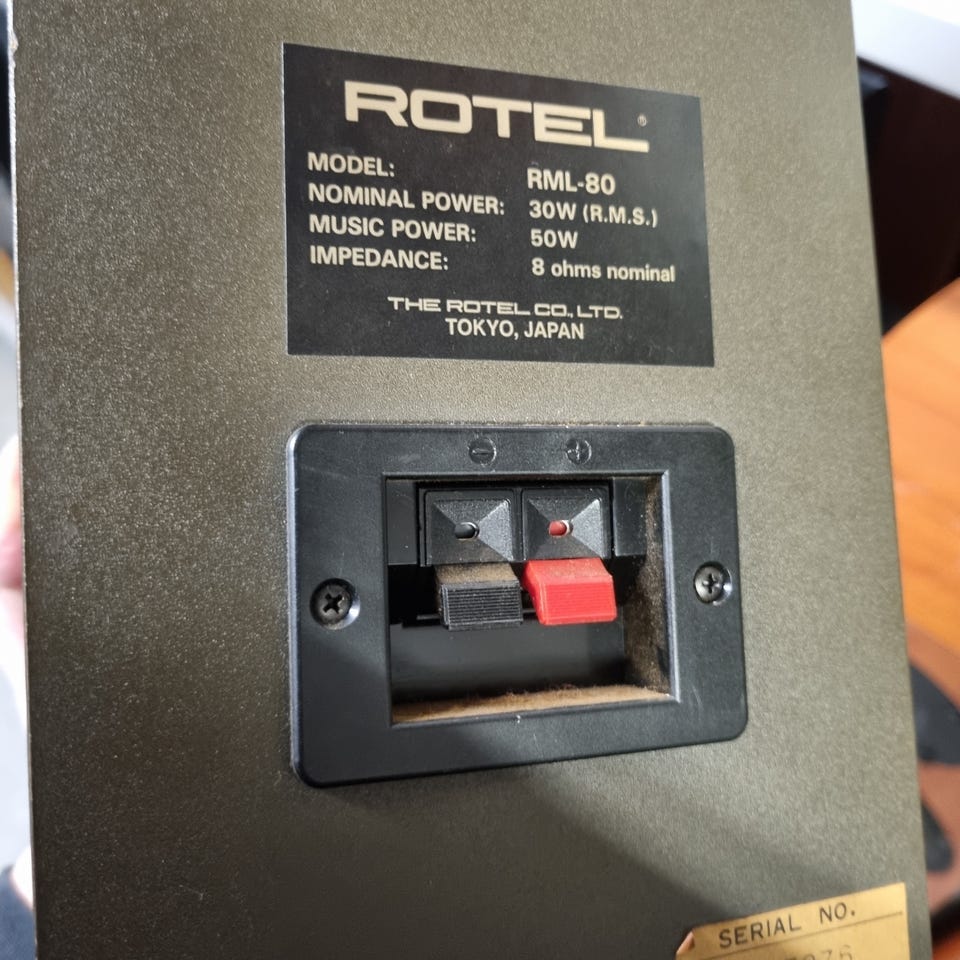 ROTEL®
MODEL: RML-80
NOMINAL POWER: 30W (R.M.S.)
MUSIC POWER: 50W
IMPEDANCE: 8 ohms nominal
THE ROTEL CO., LTD.
TOKYO, JAPAN
- +
SERIAL NO.